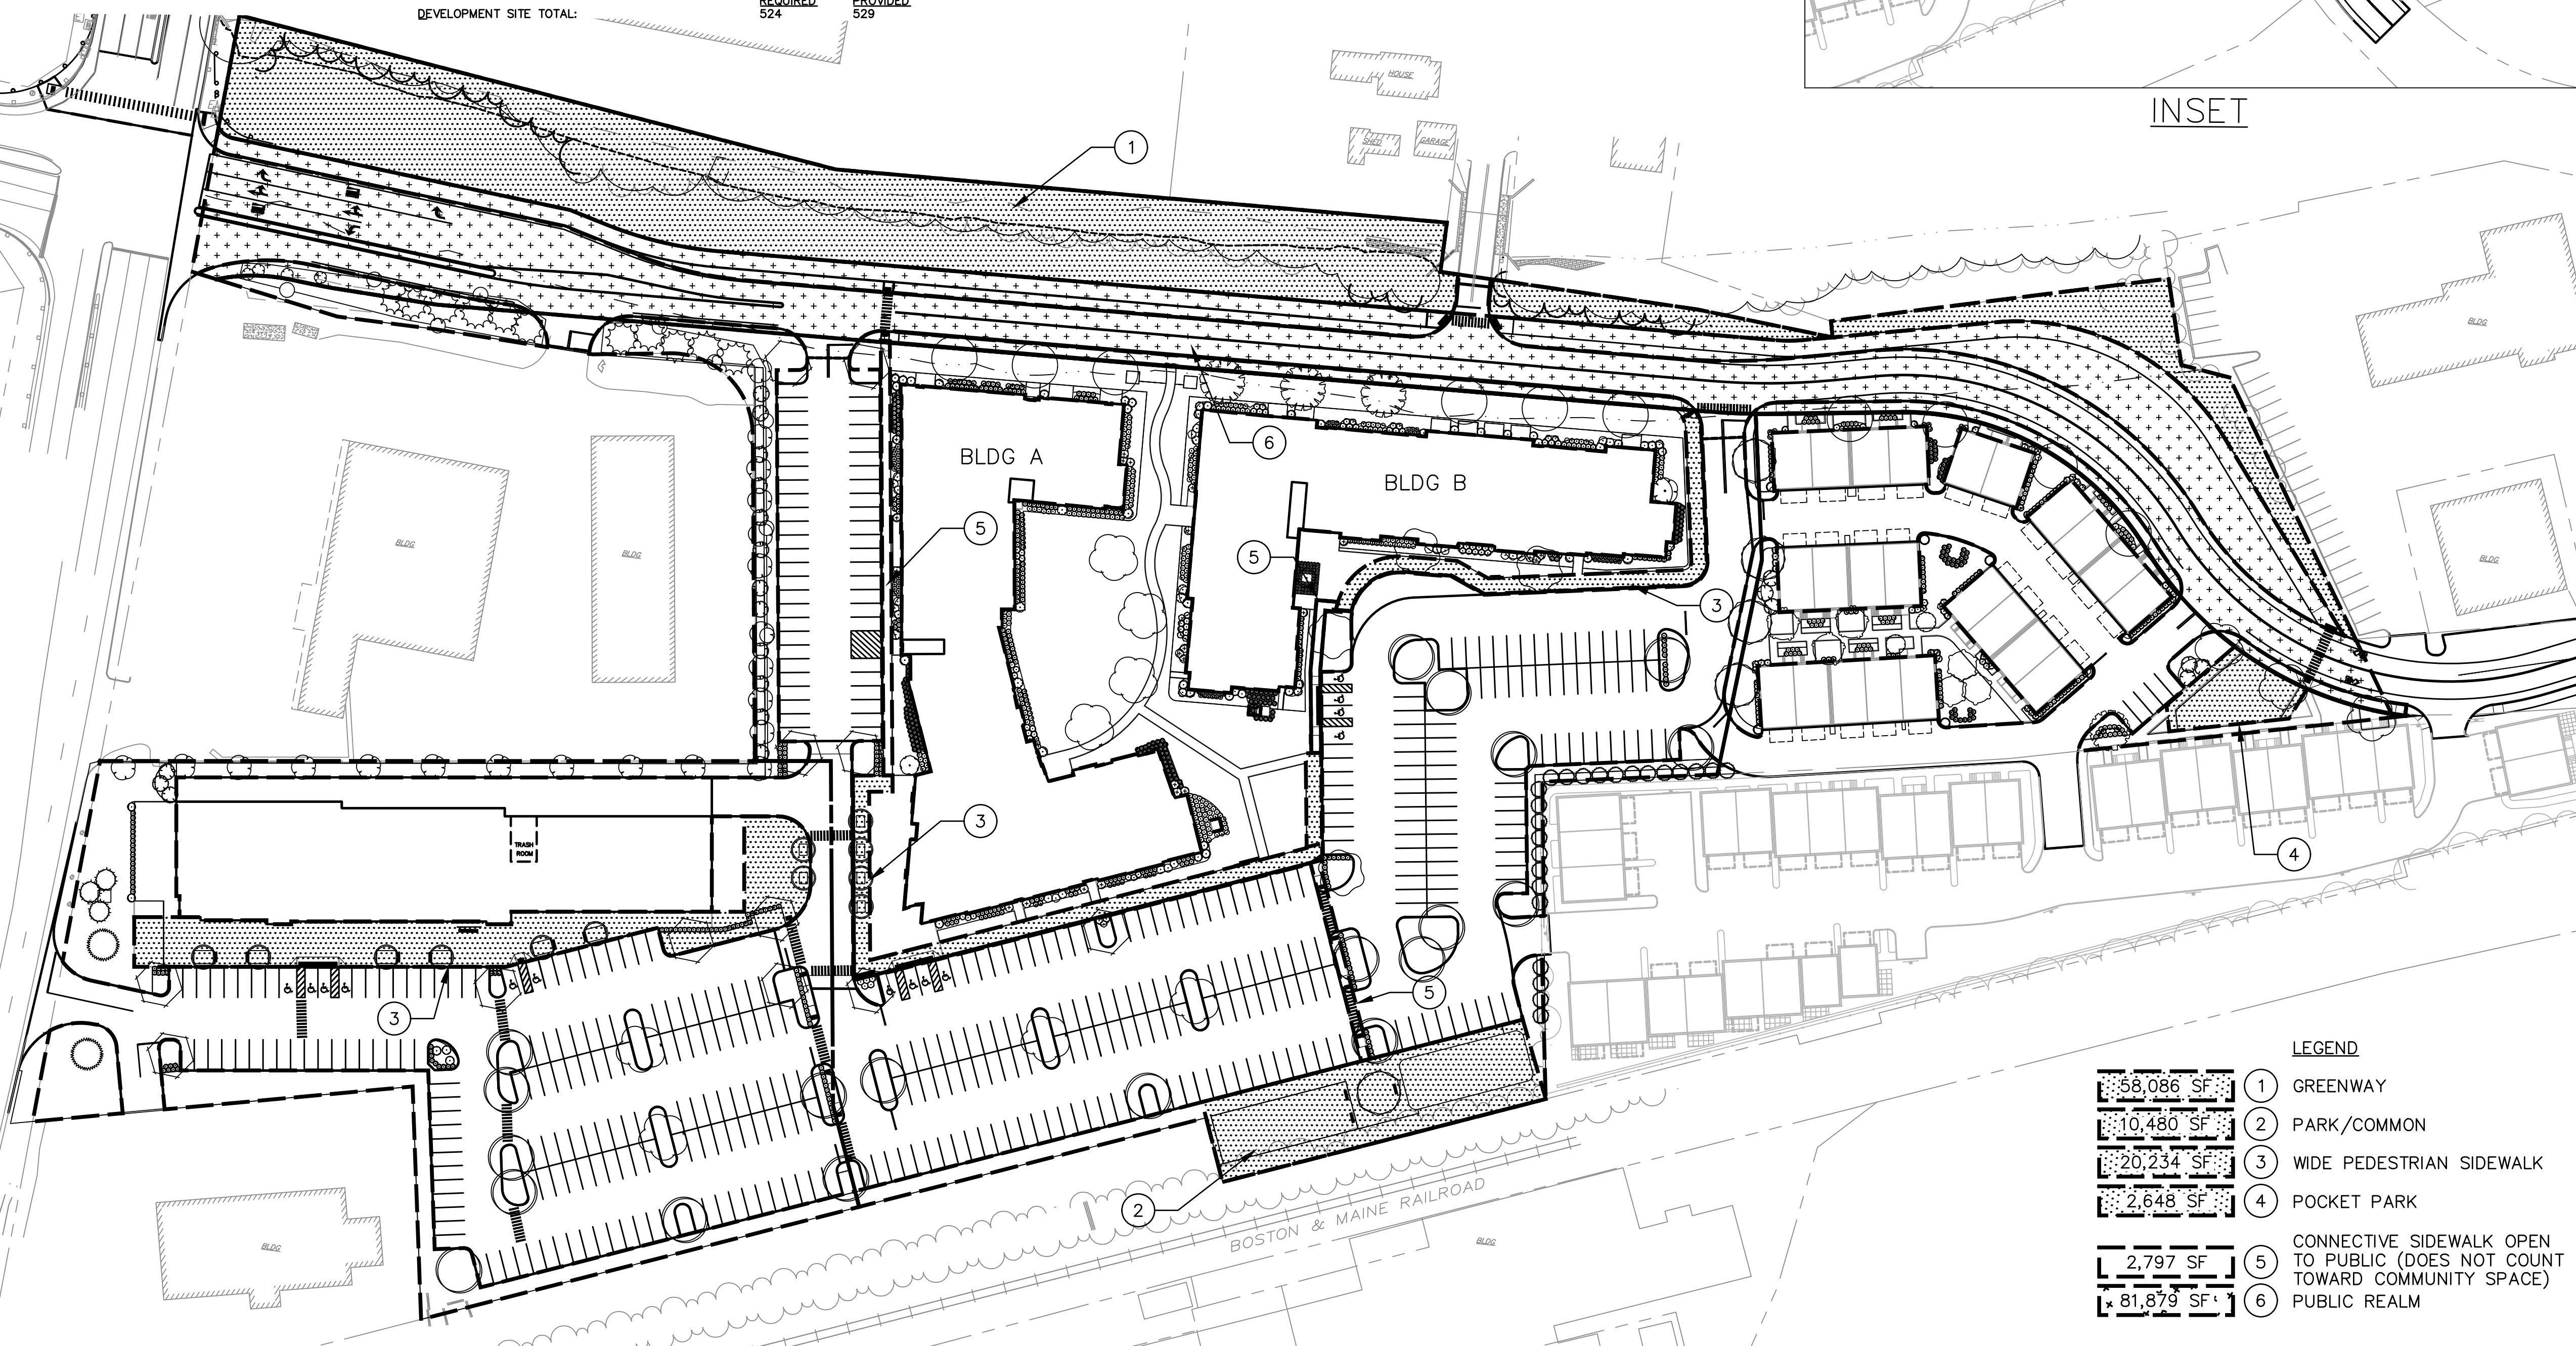 REQUIRED PROVIDED
DEVELOPMENT SITE TOTAL: 524 529
INSET
HOUSE
SHED
GARAGE
1
BLDG
BLDG A
6
BLDG B
5
BLDG
BLDG
5
BLDG
3
TRASH
ROOM
3
4
5
3
2
BOSTON & MAINE RAILROAD
BLDG
BLDG
LEGEND
58,086 SF 1 GREENWAY
10,480 SF 2 PARK/COMMON
20,234 SF 3 WIDE PEDESTRIAN SIDEWALK
2,648 SF 4 POCKET PARK
CONNECTIVE SIDEWALK OPEN
2,797 SF 5 TO PUBLIC (DOES NOT COUNT
TOWARD COMMUNITY SPACE)
81,879 SF 6 PUBLIC REALM